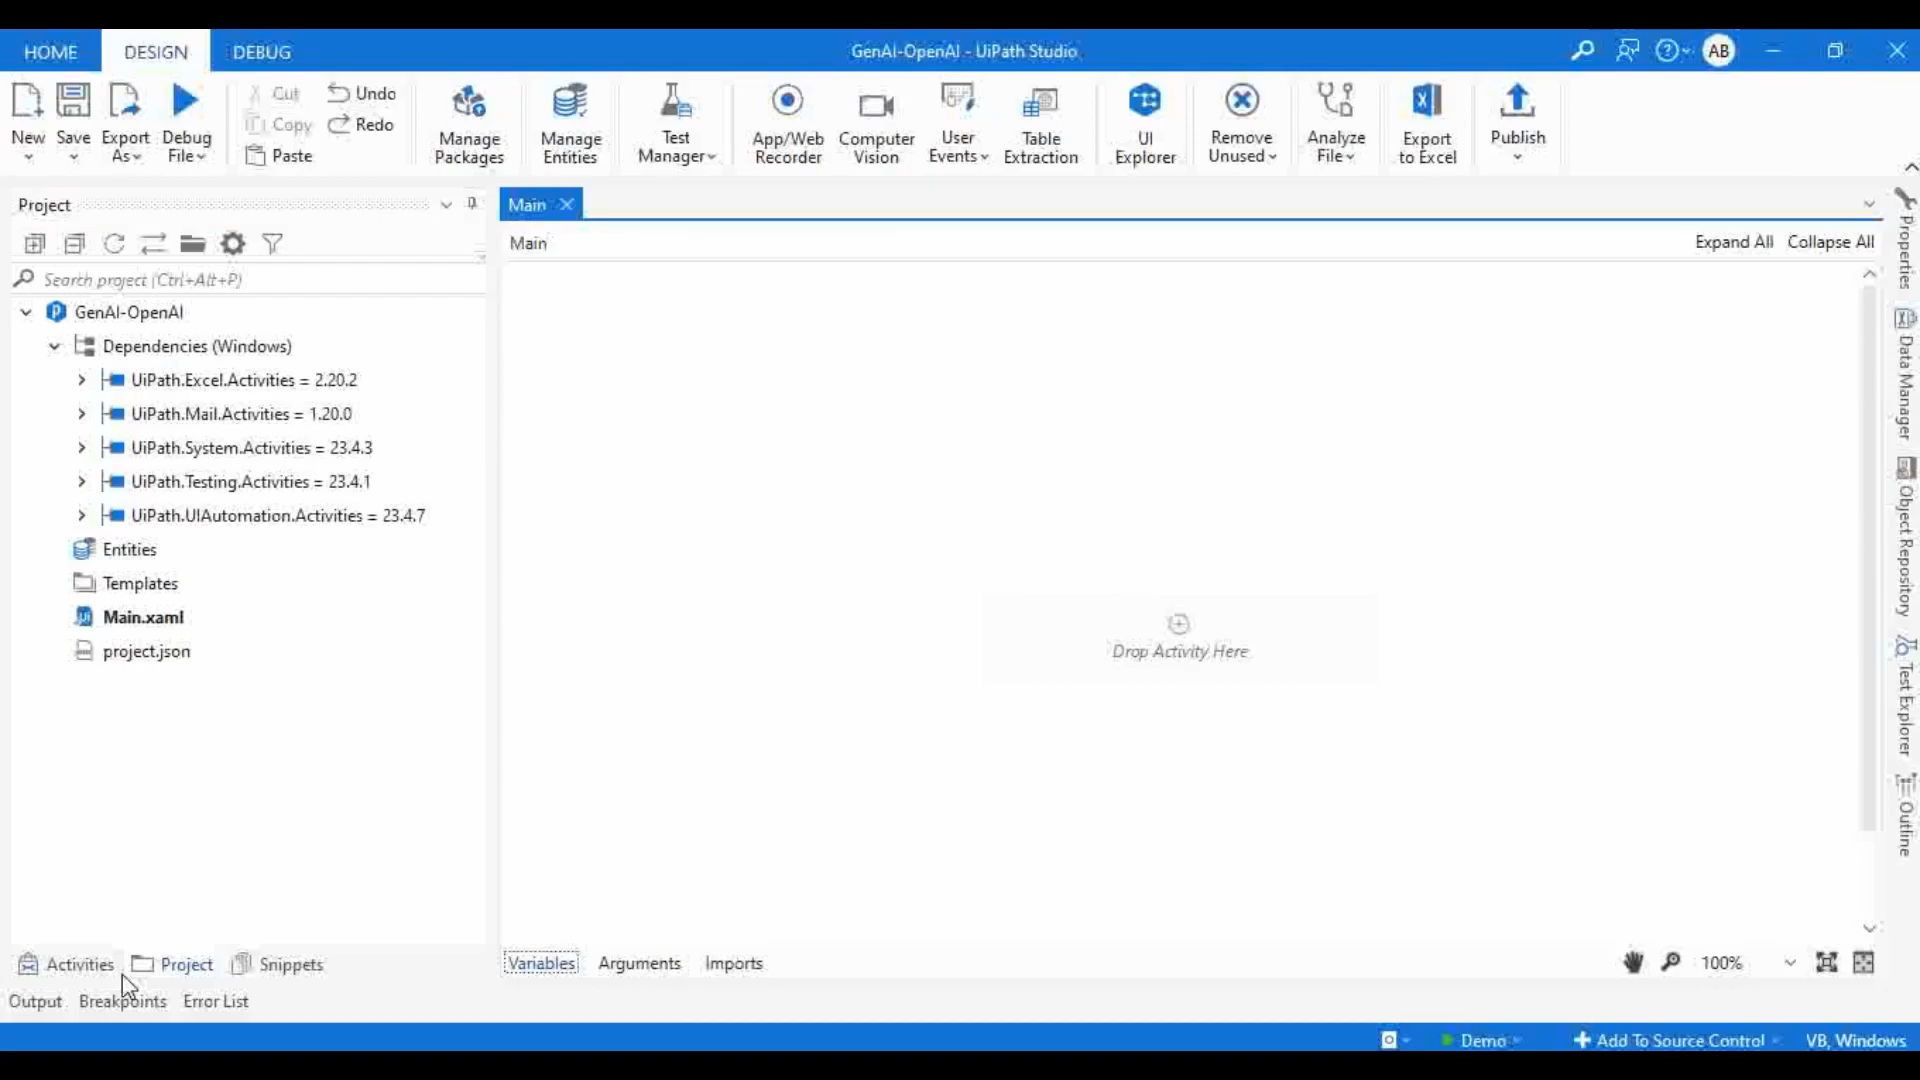 HOME
DESIGN
DEBUG
GenAI-OpenAI - UiPath Studio
AB
New
Save
Export As
Debug File
Cut
Copy
Paste
Undo
Redo
Manage Packages
Manage Entities
Test Manager
App/Web Recorder
Computer Vision
User Events
Table Extraction
UI Explorer
Remove Unused
Analyze File
Export to Excel
Publish
Project
Search project (Ctrl+Alt+P)
GenAI-OpenAI
Dependencies (Windows)
UiPath.Excel.Activities = 2.20.2
UiPath.Mail.Activities = 1.20.0
UiPath.System.Activities = 23.4.3
UiPath.Testing.Activities = 23.4.1
UiPath.UIAutomation.Activities = 23.4.7
Entities
Templates
Main.xaml
project.json
Main
Main
Expand All
Collapse All
Drop Activity Here
Properties
Data Manager
Object Repository
Test Explorer
Outline
Activities
Project
Snippets
Variables
Arguments
Imports
100%
Output
Breakpoints
Error List
Demo
Add To Source Control
VB, Windows